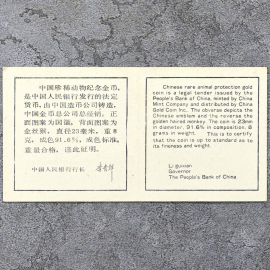 中国珍稀动物纪念金币,
是中国人民银行发行的法定
货币,由中国造币公司铸造,
中国金币总公司总经销。正
面图案为国徽,背面图案为
金丝猴,直径23毫米,重8
克,成色91.6%,成色标准,
重量合格,谨此证明。
中国人民银行行长
Chinese rare animal protection gold
coin is a legal tender issued by the
People's Bank of China, minted by China
Mint Company and distributed by China
Gold Coin Inc. The obverse depicts the
Chinese emblem and the reverse the
golden haired monkey. The coin is 23mm
in diameter, 91.6% in composition, 8
grams in weight. This is to certify
that the coin is up to standard as to
its fineness and weight
Li guixian
Governor
The People's Bank of China